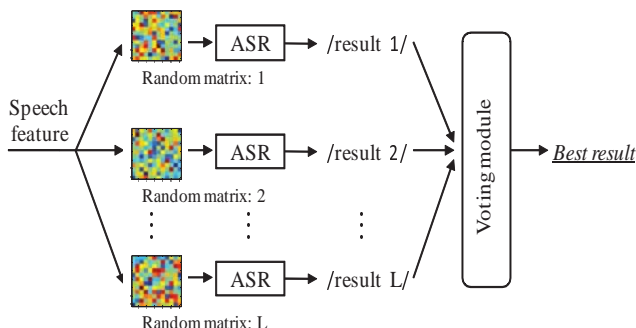 Speech
feature
ASR
/result 1/
Random matrix: 1
ASR
/result 2/
Random matrix: 2
ASR
/result L/
Random matrix: L
Voting module
Best result